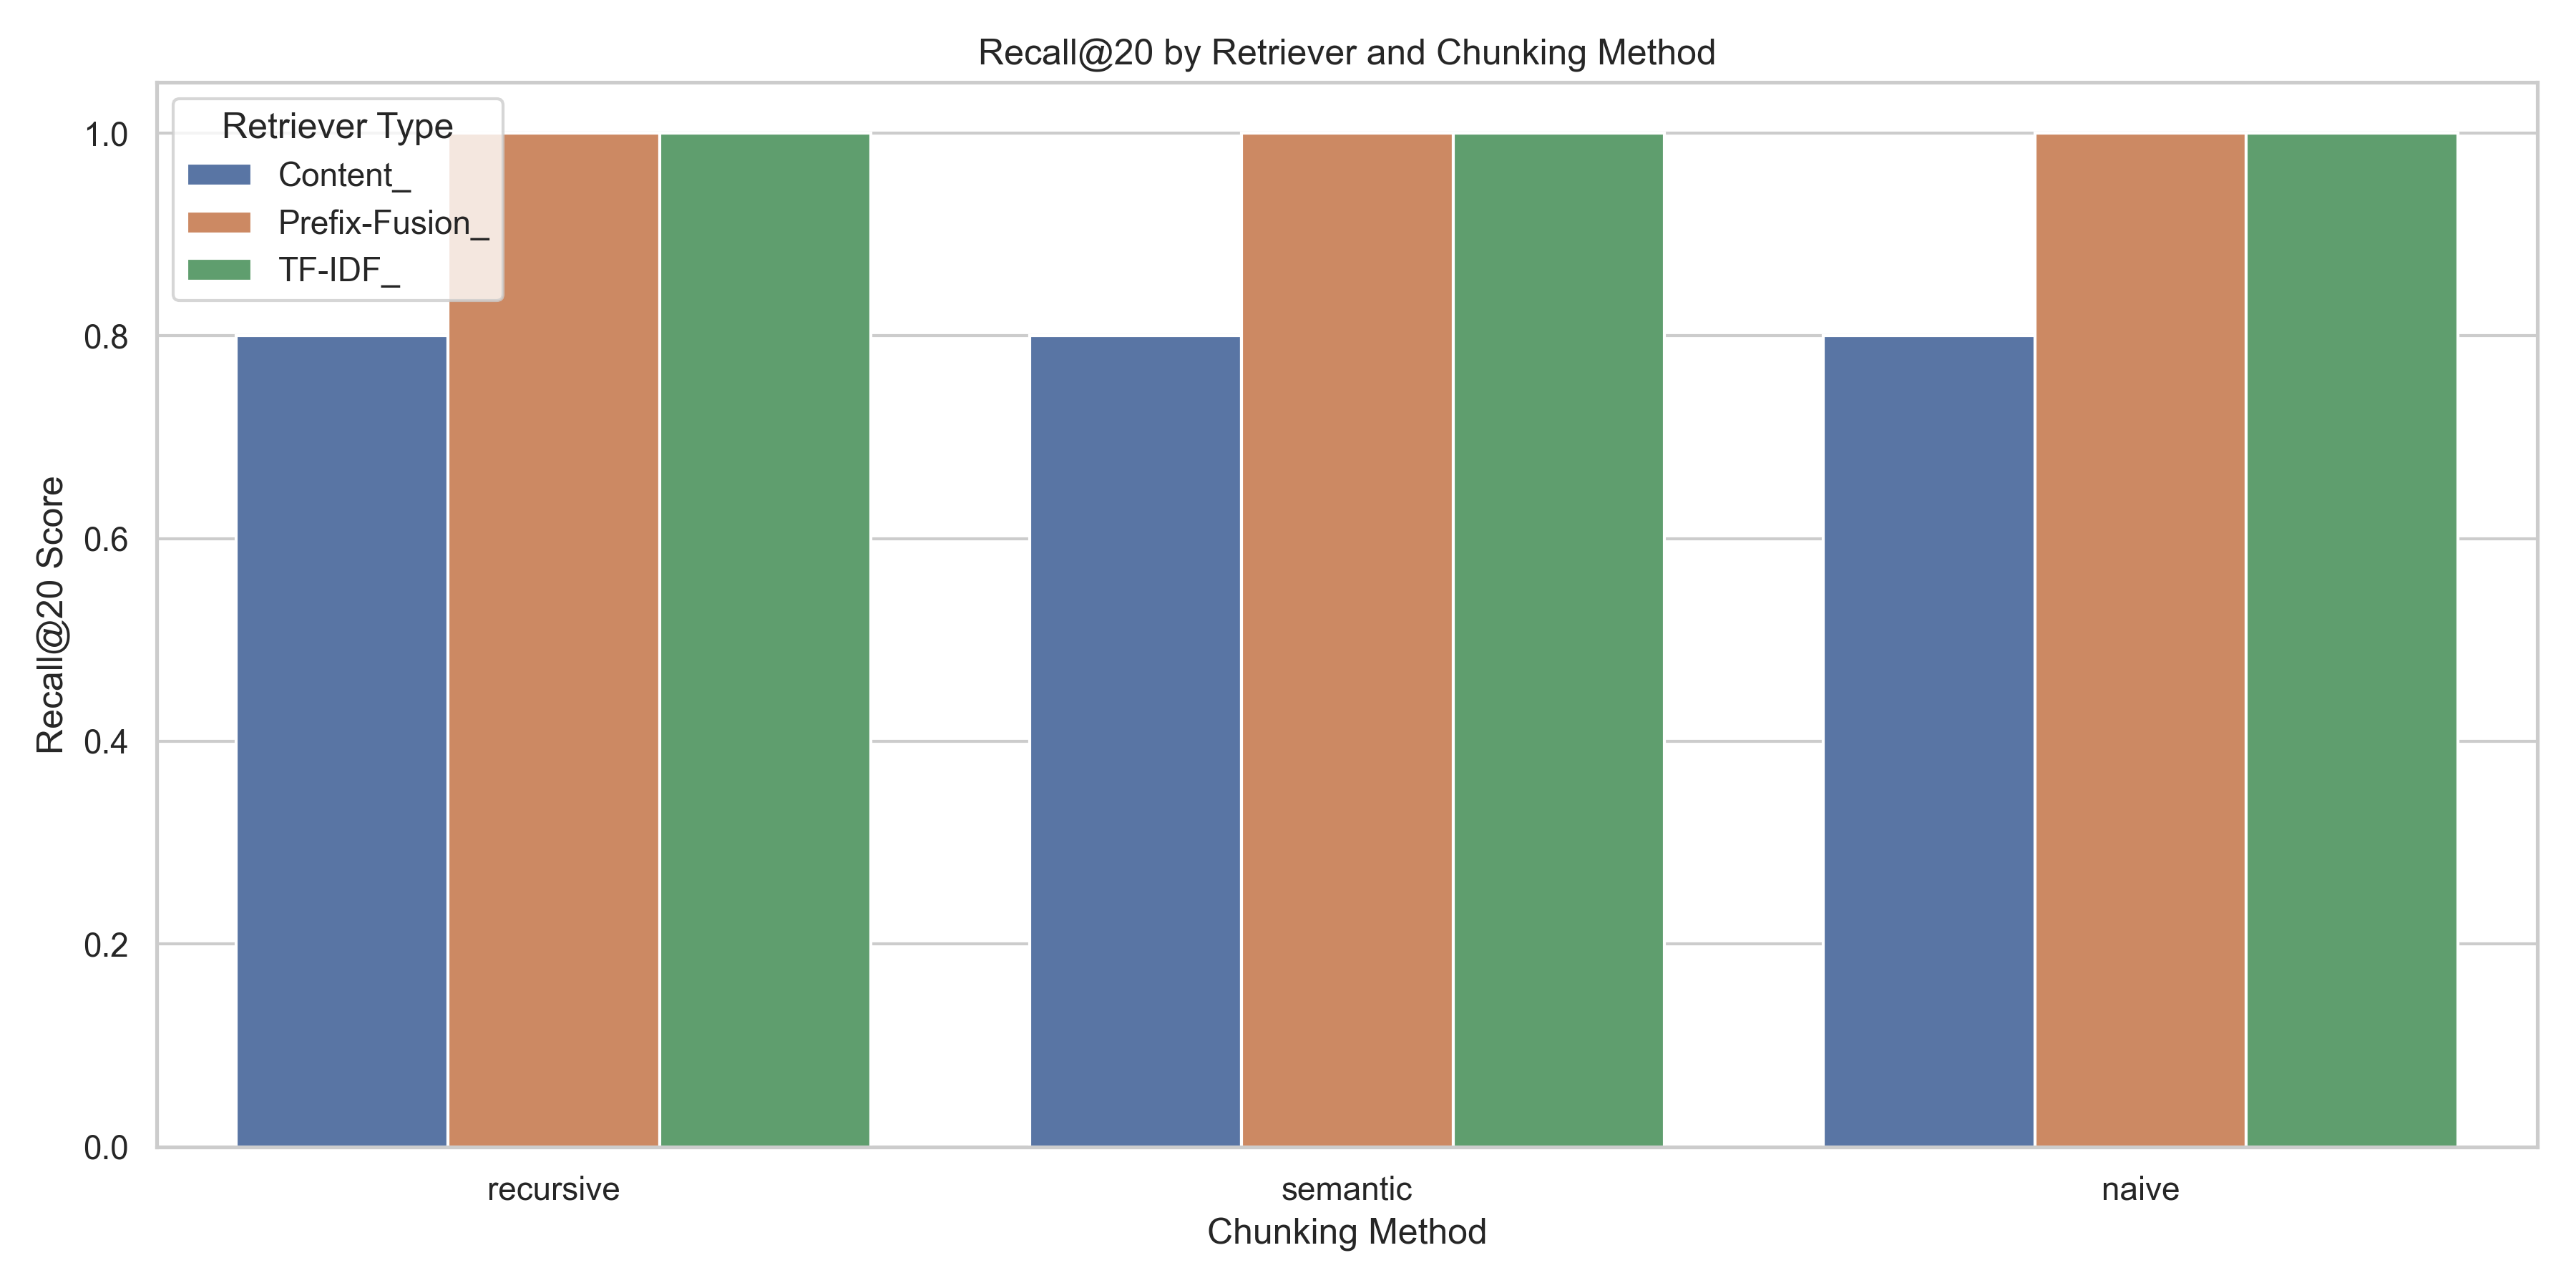 Recall@20 by Retriever and Chunking Method
Retriever Type
Content_
Prefix-Fusion_
TF-IDF_
Recall@20 Score
1.0
0.8
0.6
0.4
0.2
0.0
recursive
semantic
naive
Chunking Method